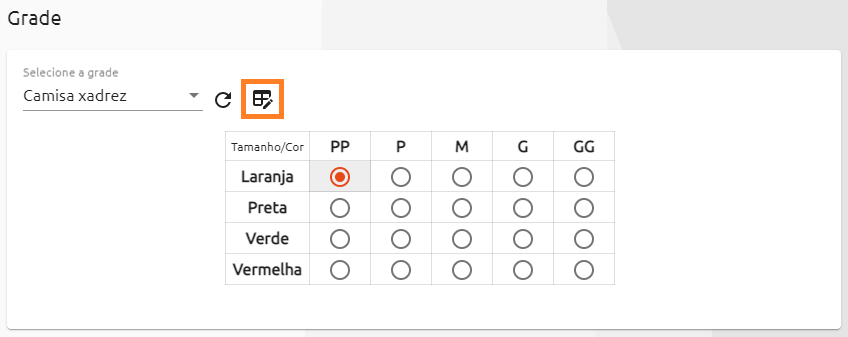 Grade
Selecione a grade
Camisa xadrez
Tamanho/Cor PP P M G GG
Laranja
Preta
Verde
Vermelha